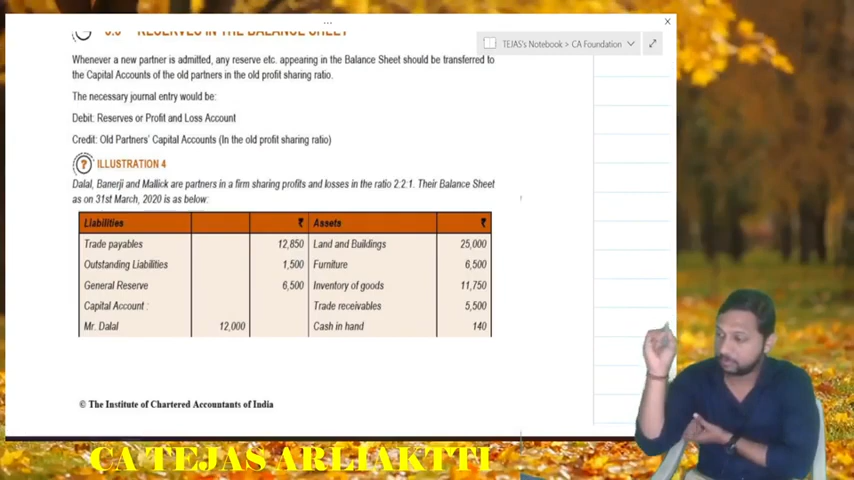 ...
TEJAS's Notebook > CA Foundation
RESERVES IN THE BALANCE SHEET
Whenever a new partner is admitted, any reserve etc. appearing in the Balance Sheet should be transferred to
the Capital Accounts of the old partners in the old profit sharing ratio.
The necessary journal entry would be:
Debit: Reserves or Profit and Loss Account
Credit: Old Partners' Capital Accounts (In the old profit sharing ratio)
? ILLUSTRATION 4
Dalal, Banerji and Mallick are partners in a firm sharing profits and losses in the ratio 2:2:1. Their Balance Sheet
as on 31st March, 2020 is as below:
Liabilities ₹ Assets ₹
Trade payables 12,850 Land and Buildings 25,000
Outstanding Liabilities 1,500 Furniture 6,500
General Reserve 6,500 Inventory of goods 11,750
Capital Account : Trade receivables 5,500
Mr. Dalal 12,000 Cash in hand 140
© The Institute of Chartered Accountants of India
CA TEJAS ARLIAKTTI